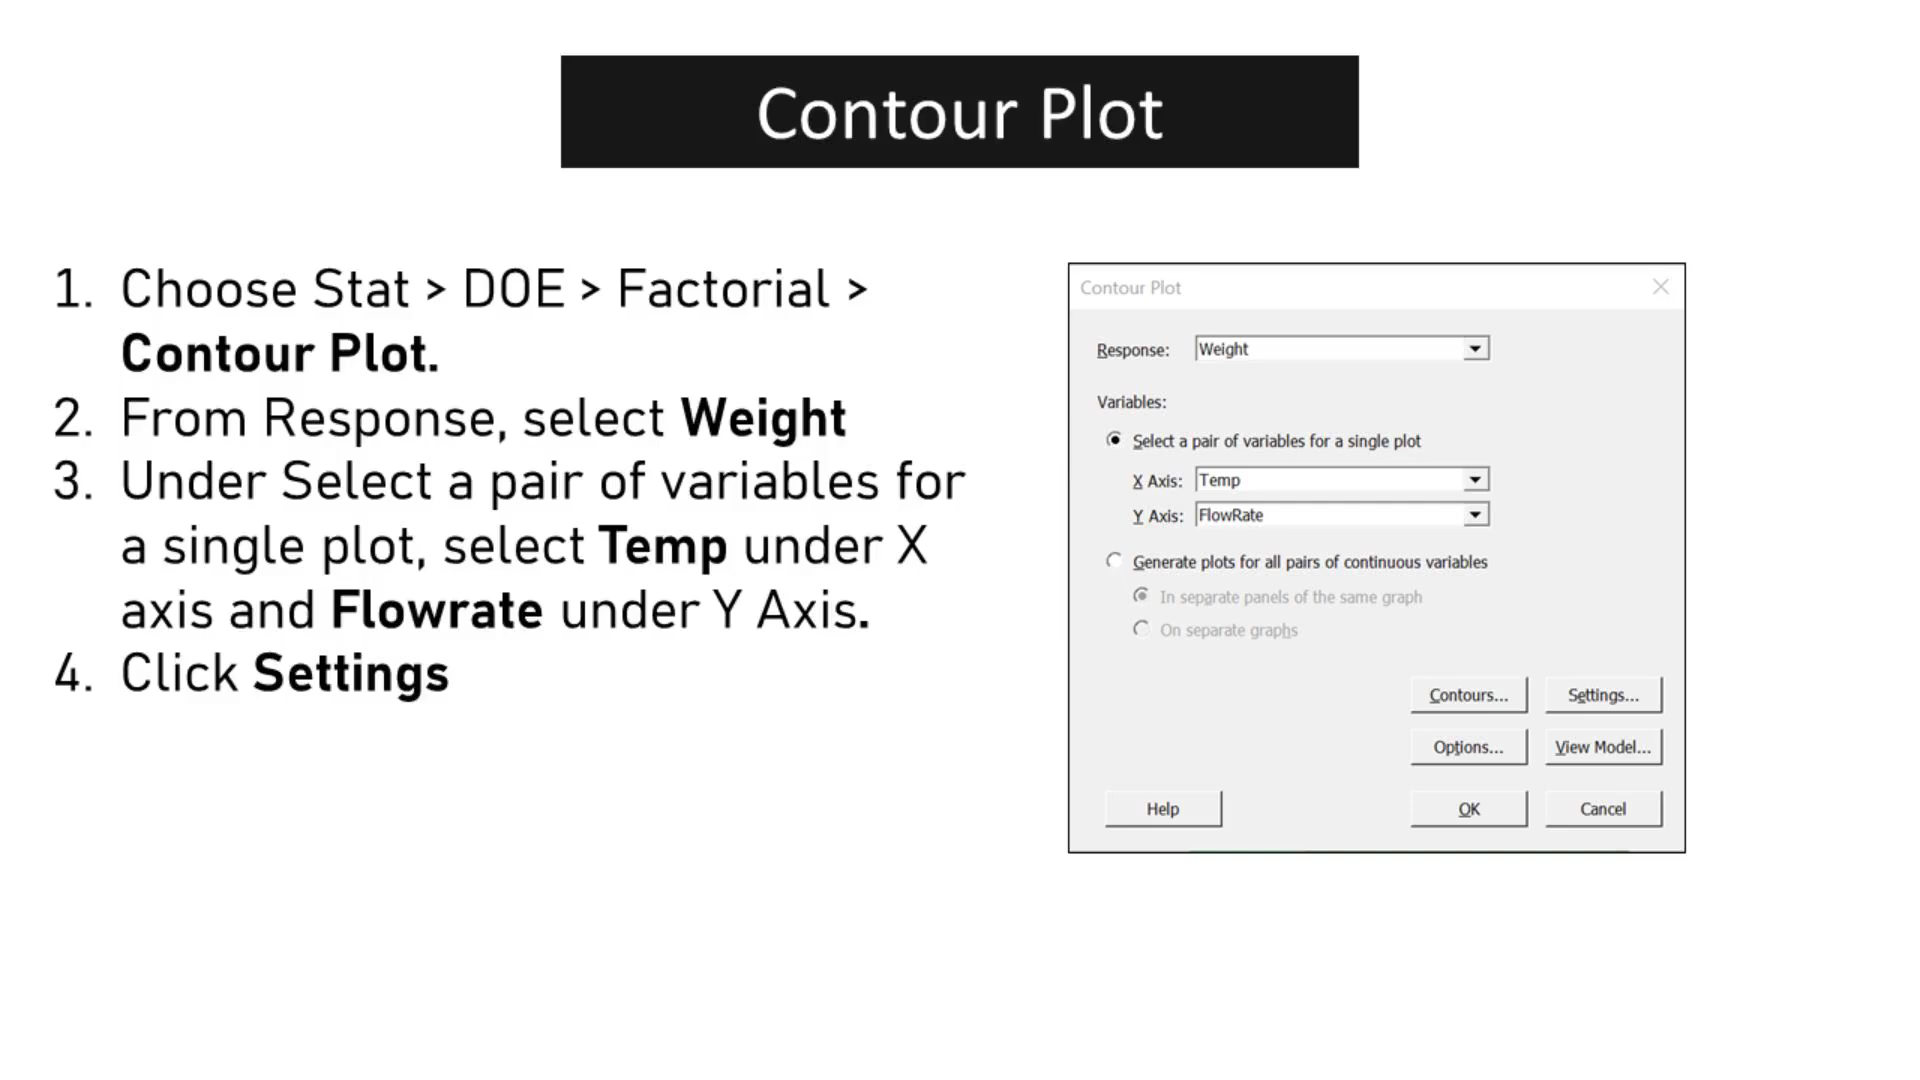 Contour Plot
1. Choose Stat > DOE > Factorial >
Contour Plot.
2. From Response, select Weight
3. Under Select a pair of variables for
a single plot, select Temp under X
axis and Flowrate under Y Axis.
4. Click Settings
Contour Plot
Response: Weight
Variables:
Select a pair of variables for a single plot
X Axis: Temp
Y Axis: FlowRate
Generate plots for all pairs of continuous variables
In separate panels of the same graph
On separate graphs
Contours... Settings...
Options... View Model...
Help OK Cancel